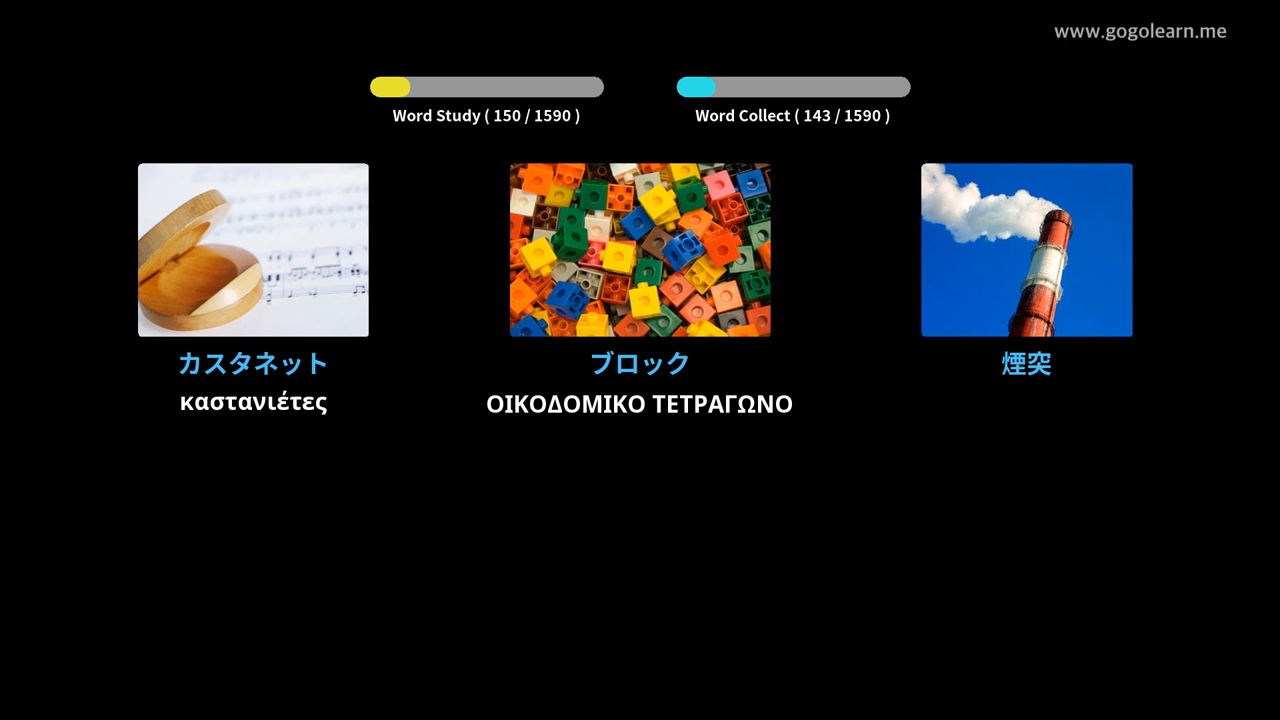 www.gogolearn.me
Word Study ( 150 / 1590 )
Word Collect ( 143 / 1590 )
カスタネット
ブロック
煙突
καστανιέτες
ΟΙΚΟΔΟΜΙΚΟ ΤΕΤΡΑΓΩΝΟ